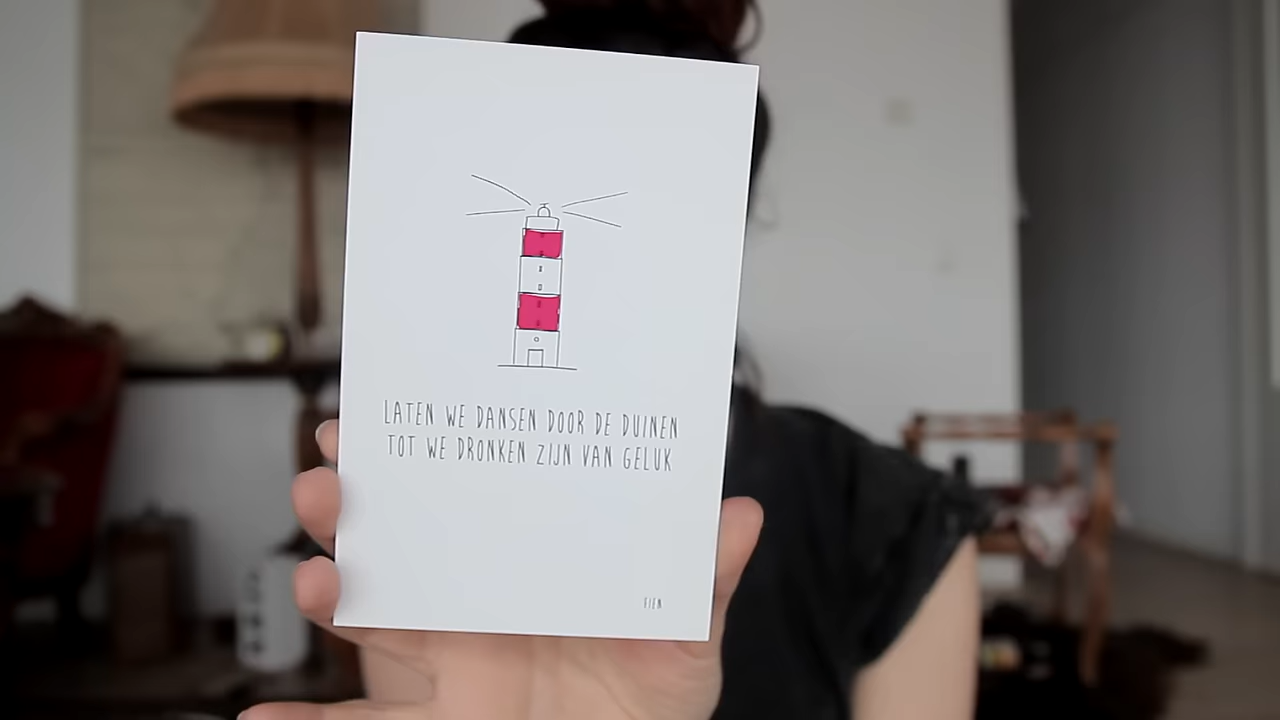 LATEN WE DANSEN DOOR DE DUINEN
TOT WE DRONKEN ZIJN VAN GELUK
FIEN